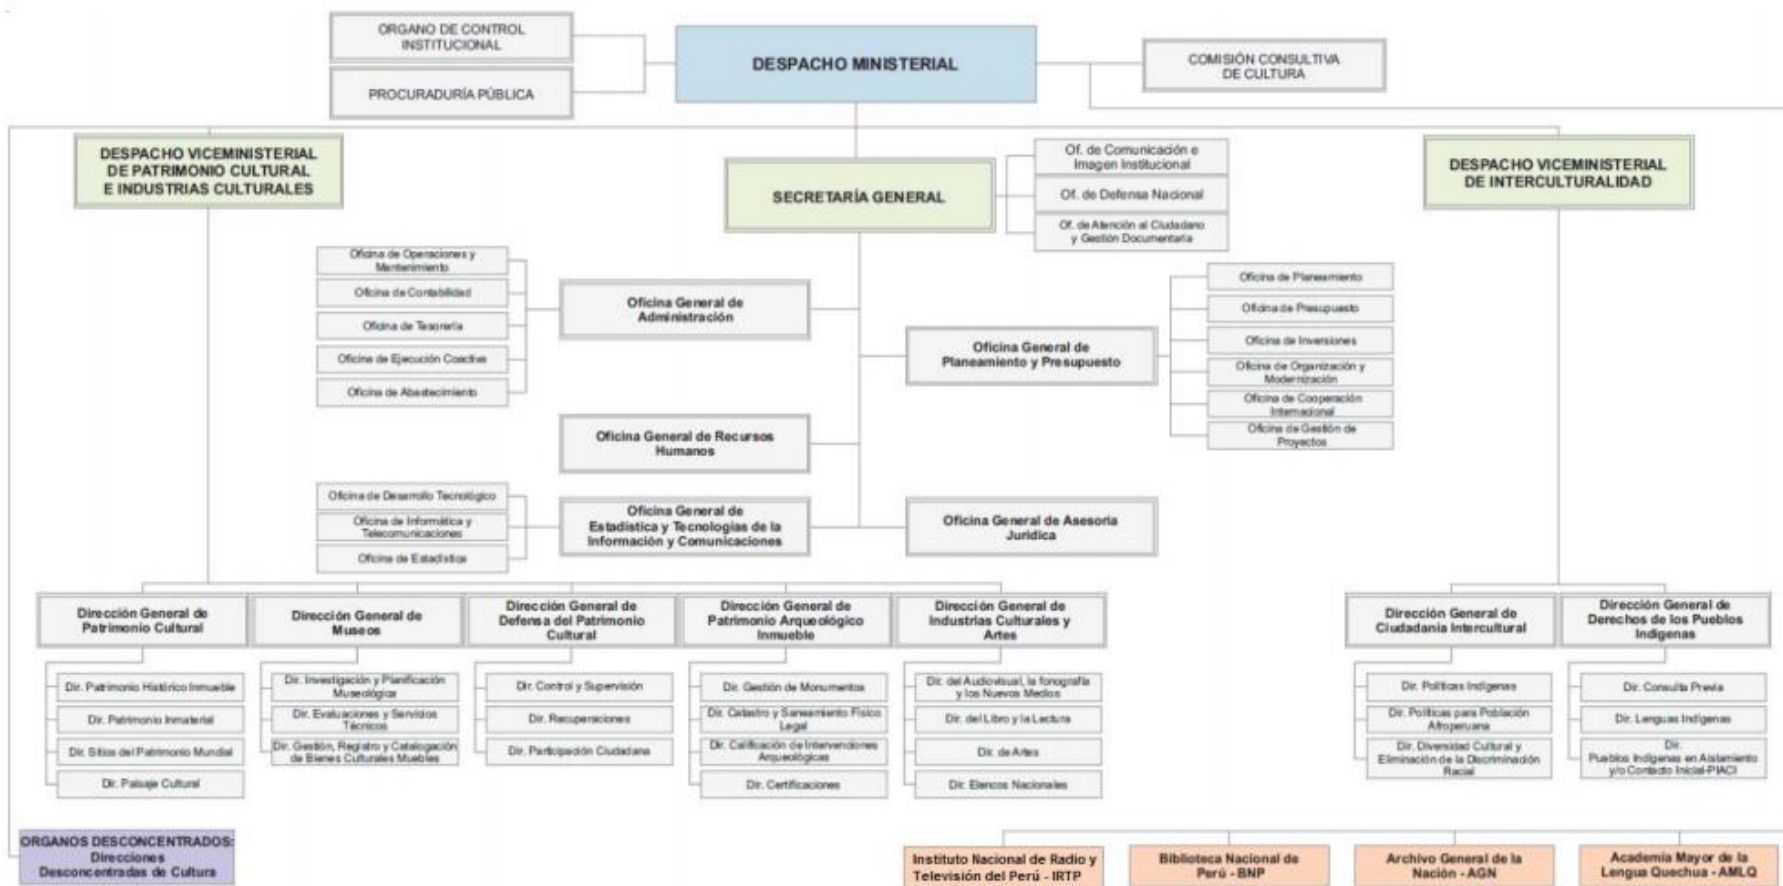 ÓRGANO DE CONTROL
INSTITUCIONAL
PROCURADURÍA PÚBLICA
DESPACHO MINISTERIAL
COMISIÓN CONSULTIVA
DE CULTURA
DESPACHO VICEMINISTERIAL
DE PATRIMONIO CULTURAL
E INDUSTRIAS CULTURALES
SECRETARÍA GENERAL
Of. de Comunicación e
Imagen Institucional
Of. de Defensa Nacional
Of. de Atención al Ciudadano
y Gestión Documentaria
DESPACHO VICEMINISTERIAL
DE INTERCULTURALIDAD
Oficina de Operaciones y
Mantenimiento
Oficina de Contabilidad
Oficina de Tesorería
Oficina de Ejecución Coactiva
Oficina de Abastecimiento
Oficina General de
Administración
Oficina General de
Planeamiento y Presupuesto
Oficina de Planeamiento
Oficina de Presupuesto
Oficina de Inversiones
Oficina de Organización y
Modernización
Oficina de Cooperación
Internacional
Oficina de Gestión de
Proyectos
Oficina General de Recursos
Humanos
Oficina de Desarrollo Tecnológico
Oficina de Informática y
Telecomunicaciones
Oficina de Estadística
Oficina General de
Estadística y Tecnologías de la
Información y Comunicaciones
Oficina General de Asesoría
Jurídica
Dirección General de
Patrimonio Cultural
Dir. Patrimonio Histórico Inmueble
Dir. Patrimonio Inmaterial
Dir. Sitios del Patrimonio Mundial
Dir. Paisaje Cultural
Dirección General de
Museos
Dir. Investigación y Planificación
Museológica
Dir. Evaluaciones y Servicios
Técnicos
Dir. Gestión, Registro y Catalogación
de Bienes Culturales Muebles
Dirección General de
Defensa del Patrimonio
Cultural
Dir. Control y Supervisión
Dir. Recuperaciones
Dir. Participación Ciudadana
Dirección General de
Patrimonio Arqueológico
Inmueble
Dir. Gestión de Monumentos
Dir. Catastro y Saneamiento Físico
Legal
Dir. Calificación de Intervenciones
Arqueológicas
Dir. Certificaciones
Dirección General de
Industrias Culturales y
Artes
Dir. del Audiovisual, la fonografía
y los Nuevos Medios
Dir. del Libro y la Lectura
Dir. de Artes
Dir. Elencos Nacionales
Dirección General de
Ciudadanía Intercultural
Dir. Políticas Indígenas
Dir. Políticas para Población
Afroperuana
Dir. Diversidad Cultural y
Eliminación de la Discriminación
Racial
Dirección General de
Derechos de los Pueblos
Indígenas
Dir. Consulta Previa
Dir. Lenguas Indígenas
Dir.
Pueblos Indígenas en Aislamiento
y/o Contacto Inicial-PIACI
ORGANOS DESCONCENTRADOS:
Direcciones
Desconcentradas de Cultura
Instituto Nacional de Radio y
Televisión del Perú - IRTP
Biblioteca Nacional de
Perú - BNP
Archivo General de la
Nación - AGN
Academia Mayor de la
Lengua Quechua - AMLQ